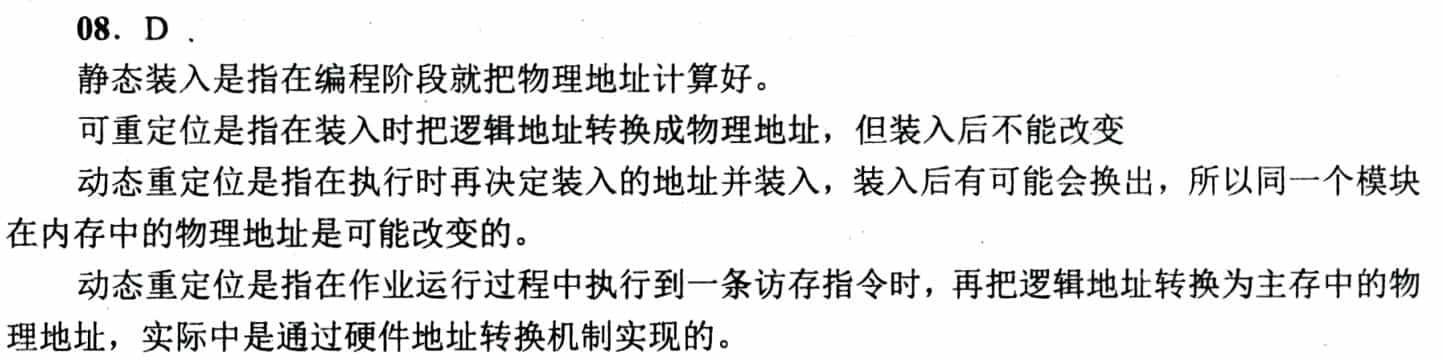 08. D .
静态装入是指在编程阶段就把物理地址计算好。
可重定位是指在装入时把逻辑地址转换成物理地址，但装入后不能改变
动态重定位是指在执行时再决定装入的地址并装入，装入后有可能会换出，所以同一个模块
在内存中的物理地址是可能改变的。
动态重定位是指在作业运行过程中执行到一条访存指令时，再把逻辑地址转换为主存中的物
理地址，实际中是通过硬件地址转换机制实现的。